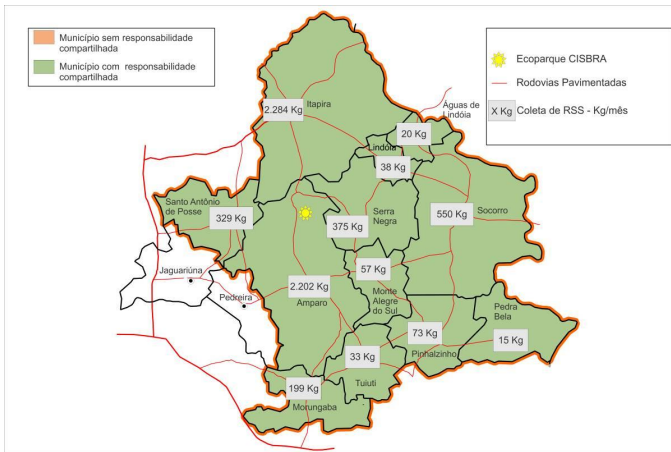 Município sem responsabilidade
compartilhada
Município com responsabilidade
compartilhada
Ecoparque CISBRA
Rodovias Pavimentadas
X Kg
Coleta de RSS - Kg/mês
2.284 Kg
Itapira
Águas de
Lindóia
20 Kg
Lindóia
38 Kg
Santo Antônio
de Posse
329 Kg
375 Kg
Serra
Negra
550 Kg
Socorro
57 Kg
Jaguariúna
Pedreira
2.202 Kg
Amparo
Monte
Alegre
do Sul
Pedra
Bela
73 Kg
15 Kg
Pinhalzinho
33 Kg
Tuiuti
199 Kg
Morungaba